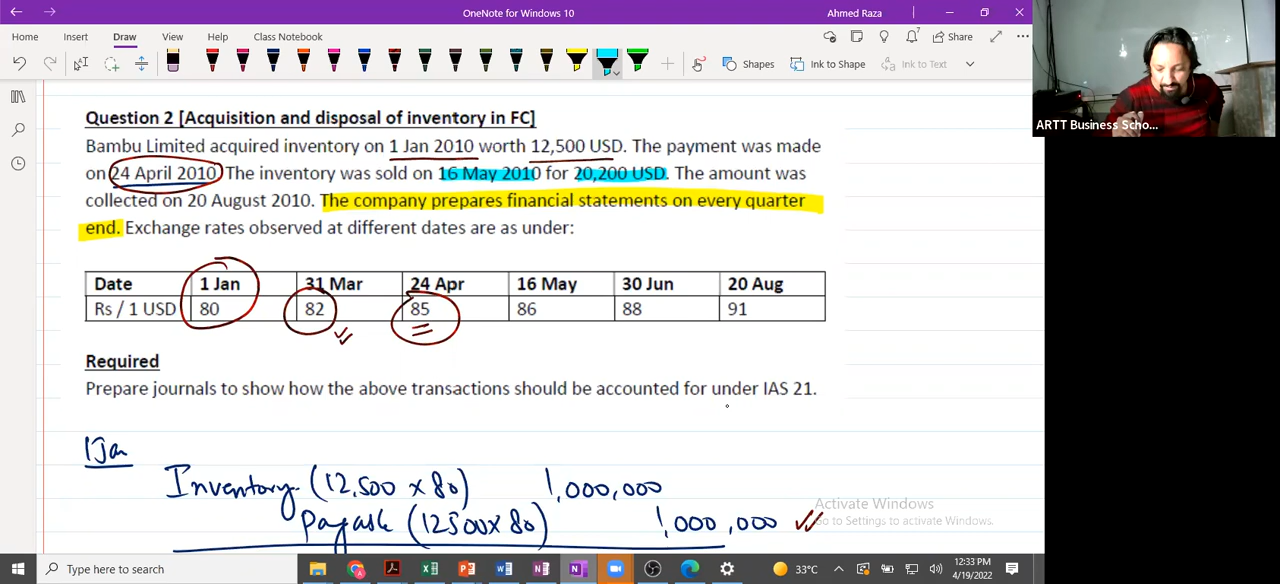 OneNote for Windows 10
Ahmed Raza
Home Insert Draw View Help Class Notebook
Share
Shapes Ink to Shape Ink to Text
ARTT Business Scho...
Question 2 [Acquisition and disposal of inventory in FC]
Bambu Limited acquired inventory on 1 Jan 2010 worth 12,500 USD. The payment was made
on 24 April 2010 The inventory was sold on 16 May 2010 for 20,200 USD. The amount was
collected on 20 August 2010. The company prepares financial statements on every quarter
end. Exchange rates observed at different dates are as under:
Date 1 Jan 31 Mar 24 Apr 16 May 30 Jun 20 Aug
Rs / 1 USD 80 82 85 86 88 91
Required
Prepare journals to show how the above transactions should be accounted for under IAS 21.
1 Jan
Inventory (12,500 x 80) 1,000,000
Payable (12500x80) 1,000,000
Activate Windows
Go to Settings to activate Windows.
Type here to search
33°C
12:33 PM
4/19/2022